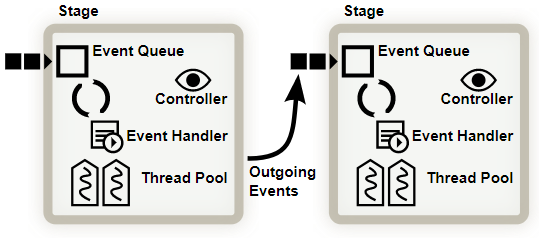 Stage
Event Queue
Controller
Event Handler
Thread Pool
Outgoing
Events
Stage
Event Queue
Controller
Event Handler
Thread Pool